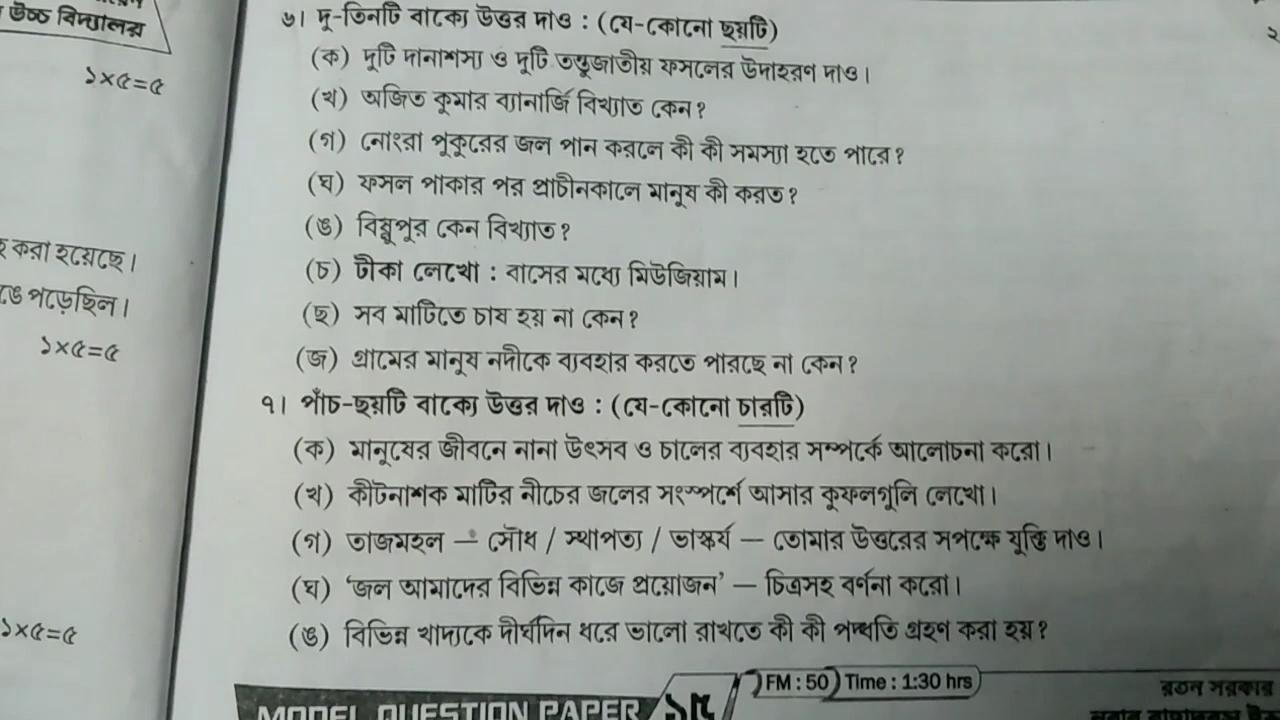 উচ্চ বিদ্যালয়
১×৫=৫
করা হয়েছে।
পড়েছিল।
১×৫=৫
১×৫=৫
৬। দু-তিনটি বাক্যে উত্তর দাও : (যে-কোনো ছয়টি)
(ক) দুটি দানাশস্য ও দুটি তন্তুজাতীয় ফসলের উদাহরণ দাও।
(খ) অজিত কুমার ব্যানার্জি বিখ্যাত কেন?
(গ) নোংরা পুকুরের জল পান করলে কী কী সমস্যা হতে পারে?
(ঘ) ফসল পাকার পর প্রাচীনকালে মানুষ কী করত?
(ঙ) বিষ্ণুপুর কেন বিখ্যাত?
(চ) টীকা লেখো : বাসের মধ্যে মিউজিয়াম।
(ছ) সব মাটিতে চাষ হয় না কেন?
(জ) গ্রামের মানুষ নদীকে ব্যবহার করতে পারছে না কেন?
৭। পাঁচ-ছয়টি বাক্যে উত্তর দাও : (যে-কোনো চারটি)
(ক) মানুষের জীবনে নানা উৎসব ও চালের ব্যবহার সম্পর্কে আলোচনা করো।
(খ) কীটনাশক মাটির নীচের জলের সংস্পর্শে আসার কুফলগুলি লেখো।
(গ) তাজমহল — সৌধ / স্থাপত্য / ভাস্কর্য — তোমার উত্তরের সপক্ষে যুক্তি দাও।
(ঘ) ‘জল আমাদের বিভিন্ন কাজে প্রয়োজন’ — চিত্রসহ বর্ণনা করো।
(ঙ) বিভিন্ন খাদ্যকে দীর্ঘদিন ধরে ভালো রাখতে কী কী পদ্ধতি গ্রহণ করা হয়?
MODEL QUESTION PAPER ১৫ FM : 50 Time : 1:30 hrs
রতন সরকার
২